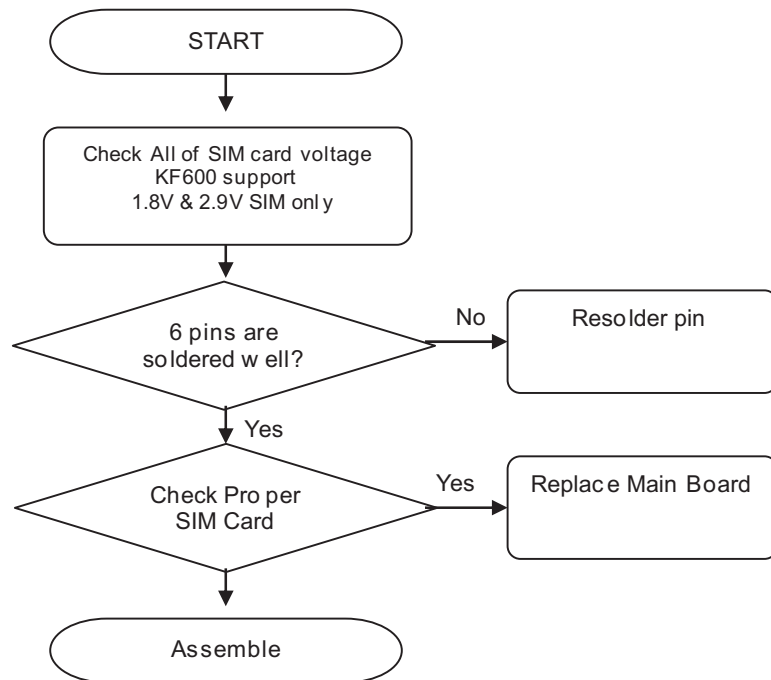 START
Check All of SIM card voltage
KF600 support
1.8V & 2.9V SIM only
6 pins are
soldered well?
No
Resolder pin
Yes
Check Proper
SIM Card
Yes
Replace Main Board
Assemble